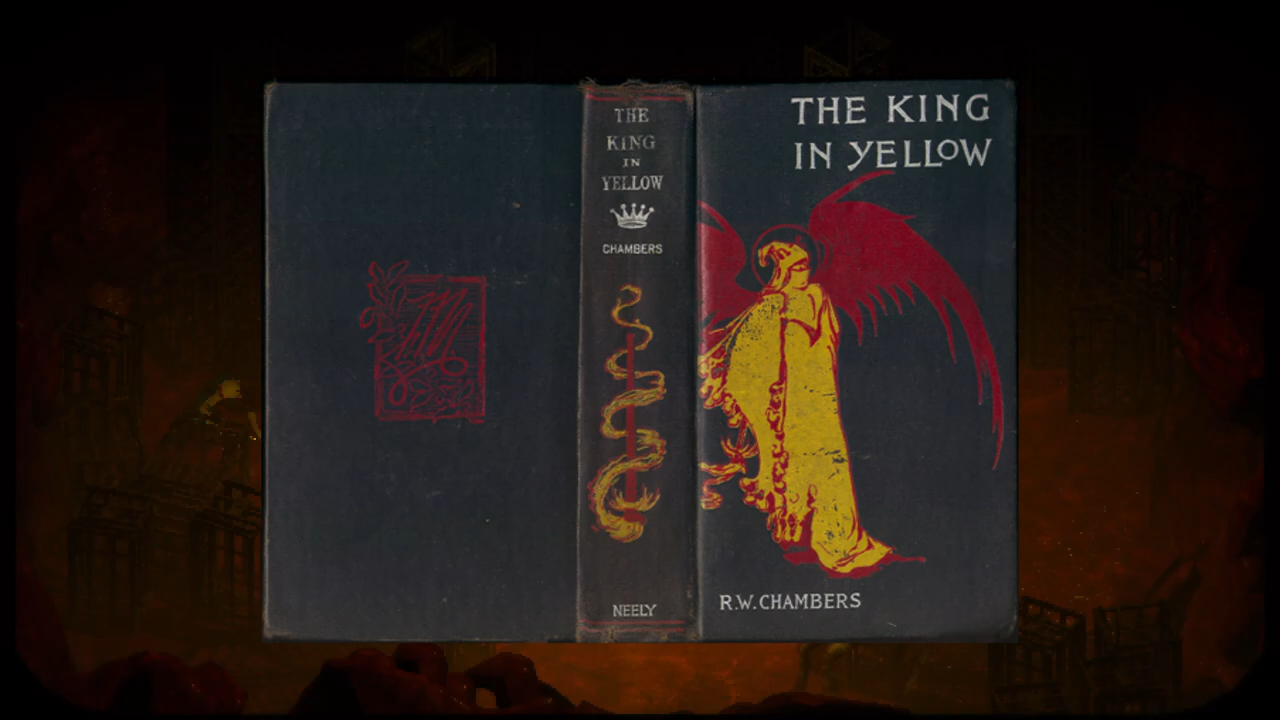 THE
KING
IN
YELLOW
CHAMBERS
NEELY
THE KING
IN YELLOW
R.W. CHAMBERS